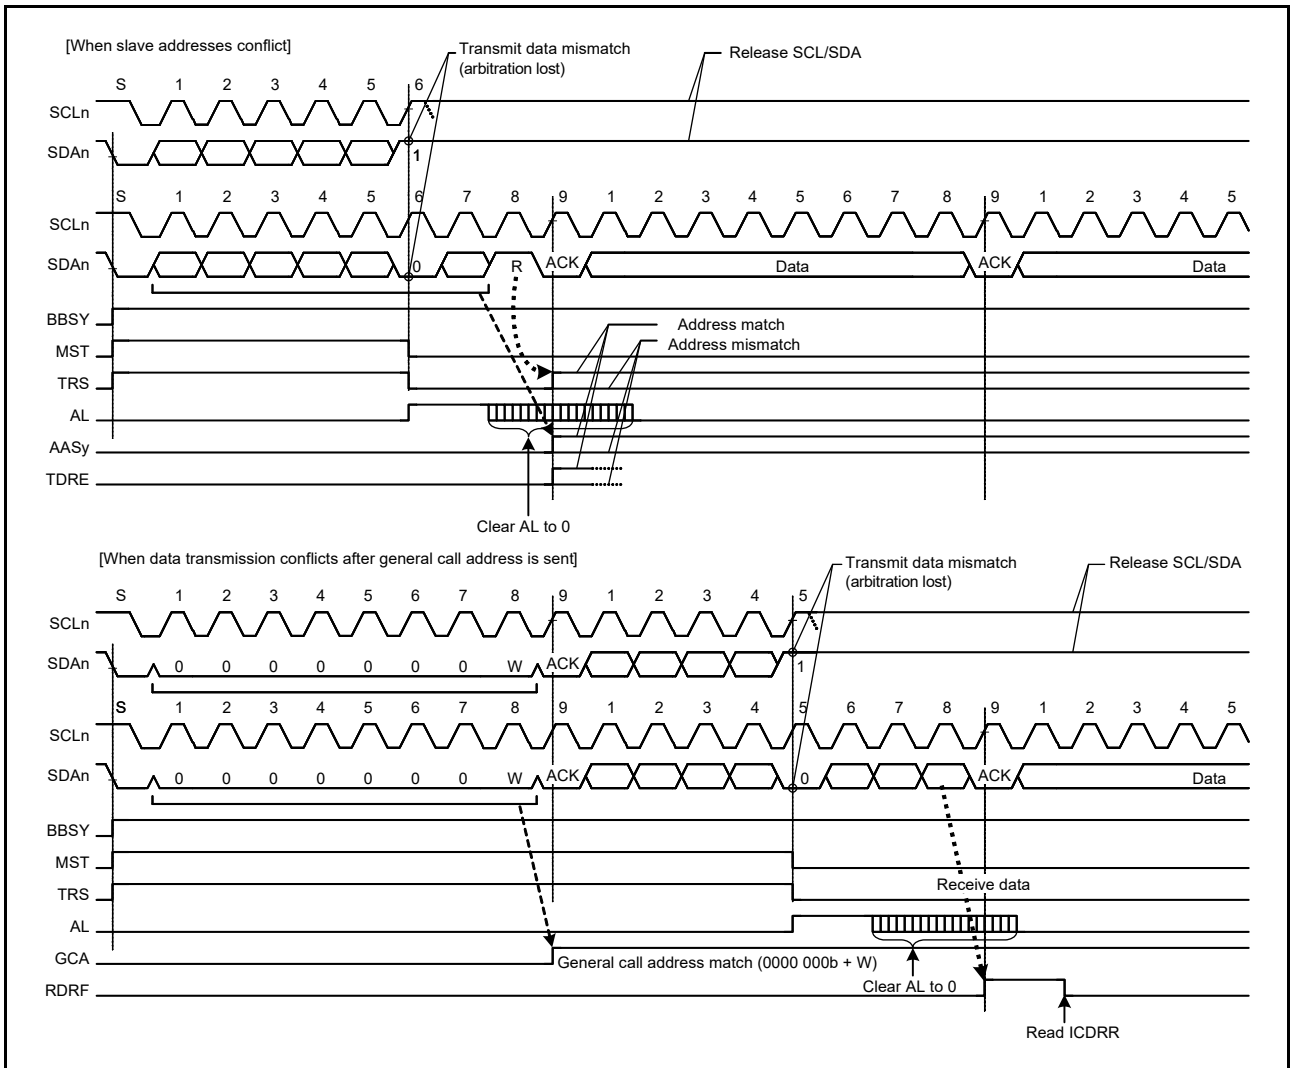 [When slave addresses conflict]
Transmit data mismatch
(arbitration lost)
Release SCL/SDA
S 1 2 3 4 5 6
SCLn
SDAn 1
S 1 2 3 4 5 6 7 8 9 1 2 3 4 5 6 7 8 9 1 2 3 4 5
SCLn
SDAn 0 R ACK Data ACK Data
BBSY
Address match
MST
Address mismatch
TRS
AL
AASy
TDRE
Clear AL to 0
[When data transmission conflicts after general call address is sent]
Transmit data mismatch
(arbitration lost)
Release SCL/SDA
S 1 2 3 4 5 6 7 8 9 1 2 3 4 5
SCLn
SDAn 0 0 0 0 0 0 0 W ACK 1
S 1 2 3 4 5 6 7 8 9 1 2 3 4 5 6 7 8 9 1 2 3 4 5
SCLn
SDAn 0 0 0 0 0 0 0 W ACK 0 ACK Data
BBSY
MST
TRS
Receive data
AL
GCA
General call address match (0000 000b + W)
Clear AL to 0
RDRF
Read ICDRR